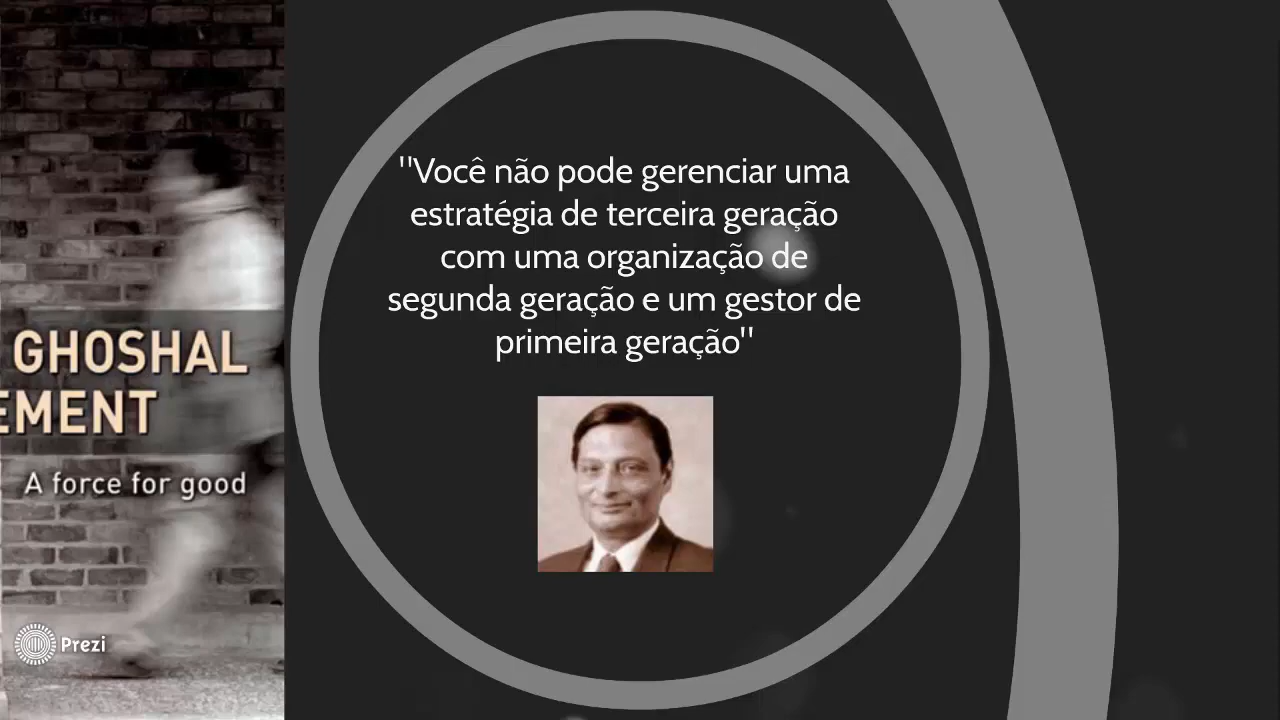 GHOSHAL
EMENT
A force for good
Prezi
"Você não pode gerenciar uma
estratégia de terceira geração
com uma organização de
segunda geração e um gestor de
primeira geração"